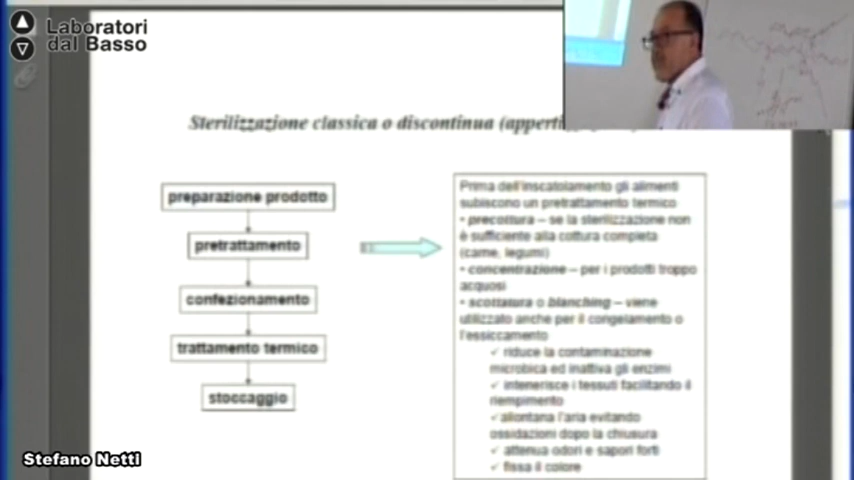 Laboratori
dal Basso
Sterilizzazione classica o discontinua
preparazione prodotto
pretrattamento
confezionamento
trattamento termico
stoccaggio
Prima dell'inscatolamento gli alimenti
subiscono un pretrattamento termico
• precottura – se la sterilizzazione non
è sufficiente alla cottura completa
(carne, legumi)
• concentrazione – per i prodotti troppo
acquosi
• scottatura o blanching – viene
utilizzato anche per il congelamento o
l'essiccamento
✓ riduce la contaminazione
microbica ed inattiva gli enzimi
✓ intenerisce i tessuti facilitando il
riempimento
✓allontana l'aria evitando
ossidazioni dopo la chiusura
✓ attenua odori e sapori forti
✓ fissa il colore
Stefano Netti